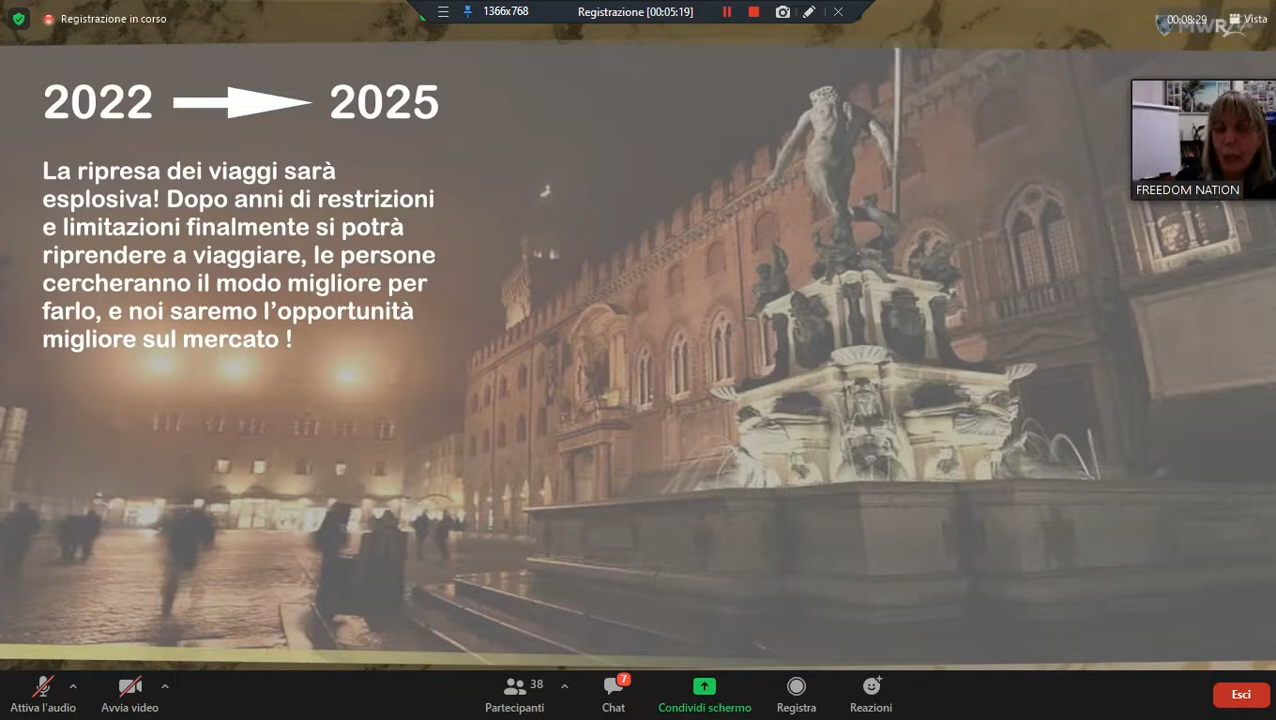 Registrazione in corso
1366x768
Registrazione [00:05:19]
00:08:29
Vista
MWR
2022
2025
La ripresa dei viaggi sarà
esplosiva! Dopo anni di restrizioni
e limitazioni finalmente si potrà
riprendere a viaggiare, le persone
cercheranno il modo migliore per
farlo, e noi saremo l’opportunità
migliore sul mercato !
FREEDOM NATION
Attiva l'audio
Avvia video
38
Partecipanti
7
Chat
Condividi schermo
Registra
Reazioni
Esci